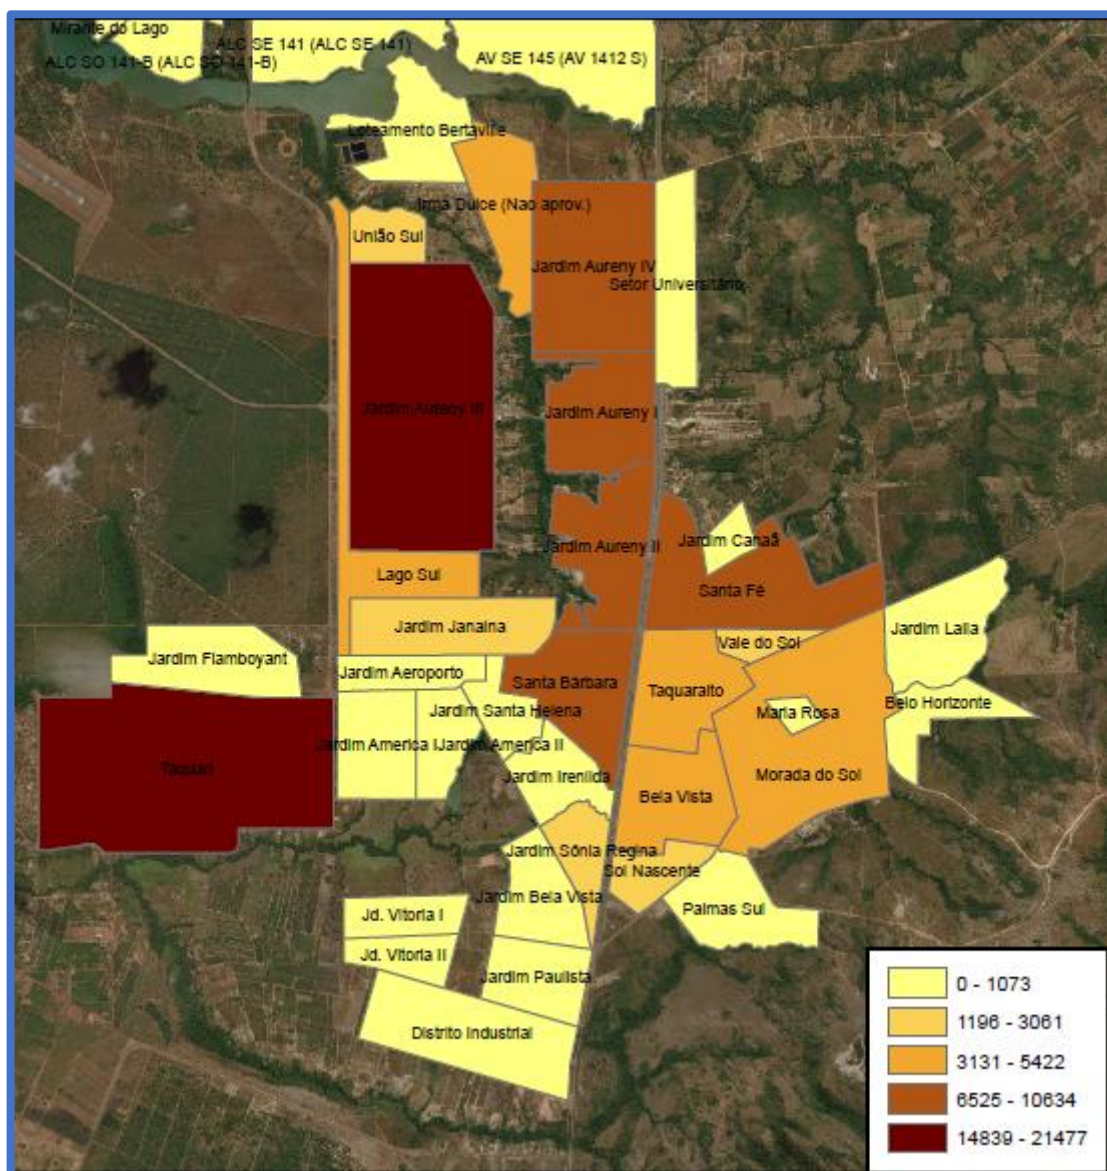 Mirante do Lago
ALC SE 141 (ALC SE 141)
ALC SO 141-B (ALC SO 141-B)
AV SE 145 (AV 1412 S)
Loteamento Bertaville
Irma Dulce (Nao aprov.)
União Sul
Jardim Aureny IV
Setor Universitário
Jardim Aureny III
Jardim Aureny I
Jardim Aureny II
Jardim Canaã
Lago Sul
Santa Fé
Jardim Janaina
Jardim Laila
Vale do Sol
Jardim Flamboyant
Jardim Aeroporto
Santa Bárbara
Taquaralto
Belo Horizonte
Jardim Santa Helena
Maria Rosa
Jardim America I
Jardim America II
Taquari
Jardim Irenilda
Morada do Sol
Bela Vista
Jardim Sônia Regina
Sol Nascente
Jardim Bela Vista
Palmas Sul
Jd. Vitoria I
Jd. Vitoria II
Jardim Paulista
Distrito Industrial
0 - 1073
1196 - 3061
3131 - 5422
6525 - 10634
14839 - 21477